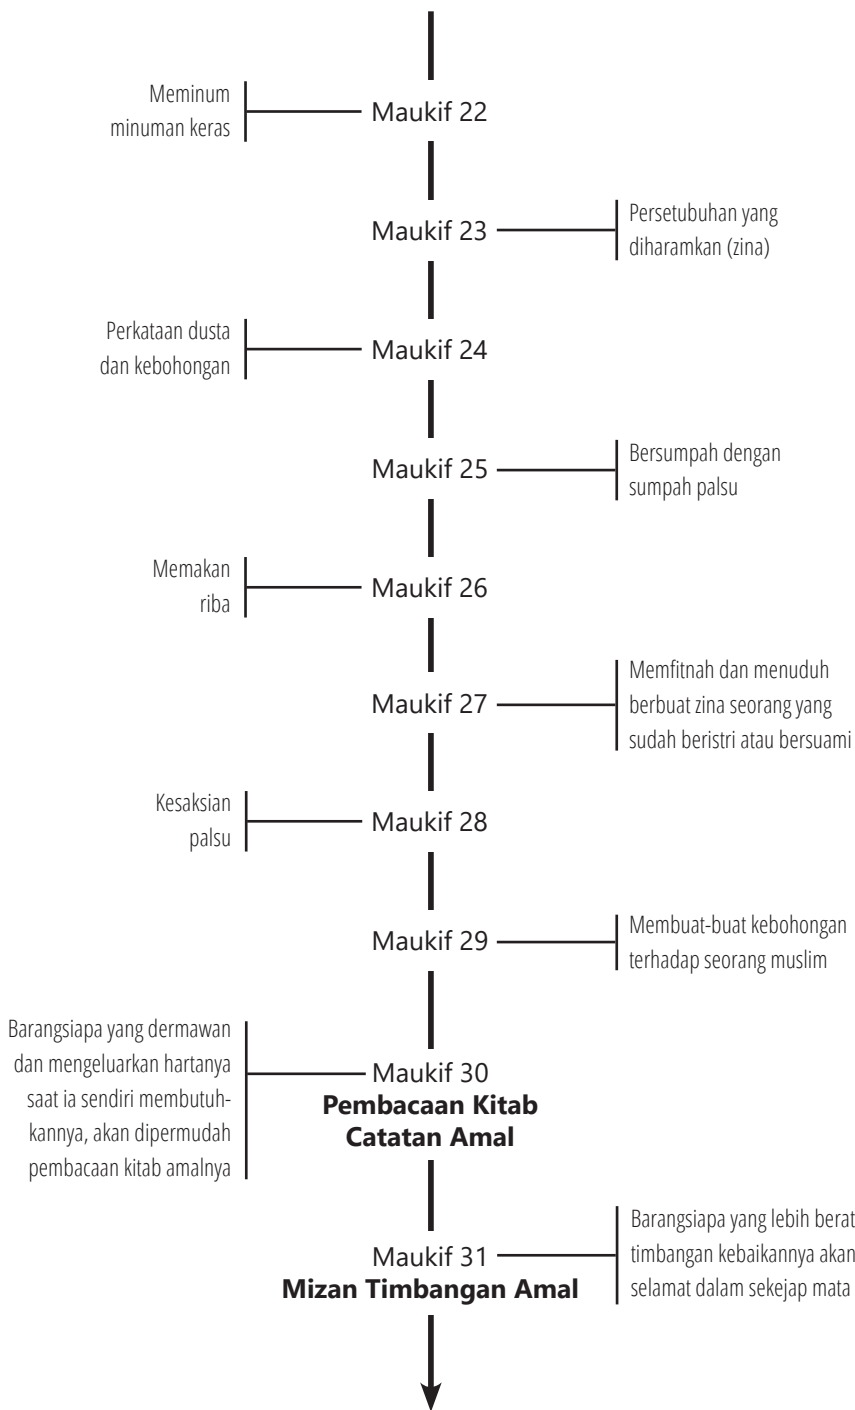 Meminum
minuman keras
Maukif 22
Maukif 23
Persetubuhan yang
diharamkan (zina)
Perkataan dusta
dan kebohongan
Maukif 24
Maukif 25
Bersumpah dengan
sumpah palsu
Memakan
riba
Maukif 26
Maukif 27
Memfitnah dan menuduh
berbuat zina seorang yang
sudah beristri atau bersuami
Kesaksian
palsu
Maukif 28
Maukif 29
Membuat-buat kebohongan
terhadap seorang muslim
Barangsiapa yang dermawan
dan mengeluarkan hartanya
saat ia sendiri membutuh-
kannya, akan dipermudah
pembacaan kitab amalnya
Maukif 30
Pembacaan Kitab
Catatan Amal
Maukif 31
Mizan Timbangan Amal
Barangsiapa yang lebih berat
timbangan kebaikannya akan
selamat dalam sekejap mata